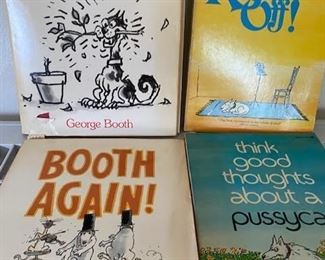 George Booth
Off!
BOOTH
AGAIN!
think
good
thoughts
about a
pussyca